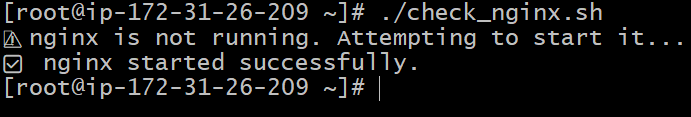 [root@ip-172-31-26-209 ~]# ./check_nginx.sh
⚠nginx is not running. Attempting to start it...
☑ nginx started successfully.
[root@ip-172-31-26-209 ~]#